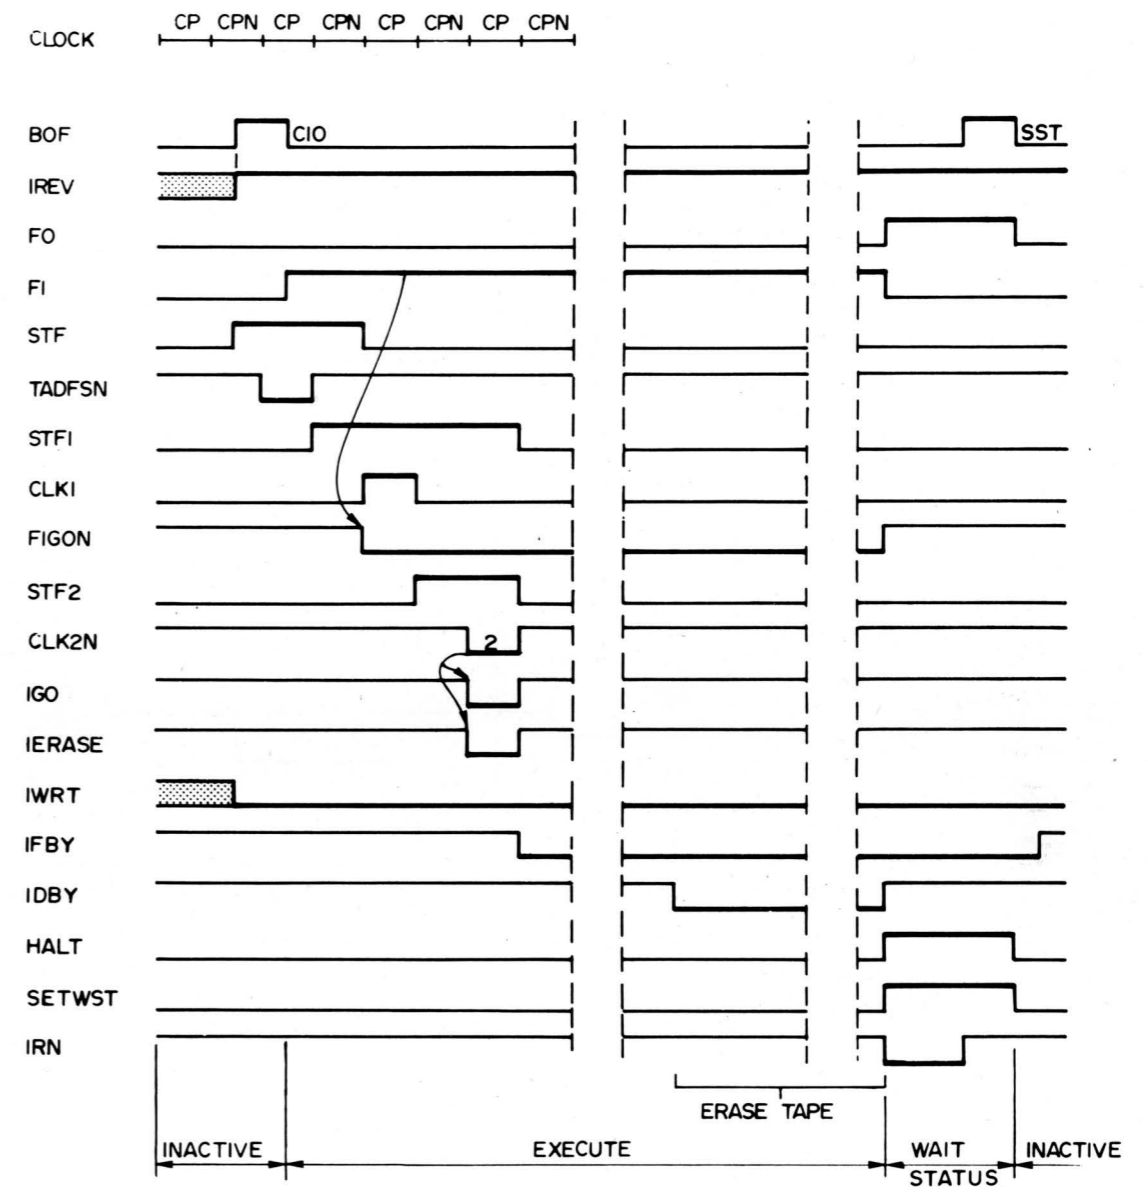 CP CPN CP CPN CP CPN CP CPN
CLOCK
BOF CIO SST
IREV
FO
FI
STF
TADFSN
STFI
CLKI
FIGON
STF2
CLK2N 2
IGO
IERASE
IWRT
IFBY
IDBY
HALT
SETWST
IRN
ERASE TAPE
INACTIVE EXECUTE WAIT INACTIVE
STATUS